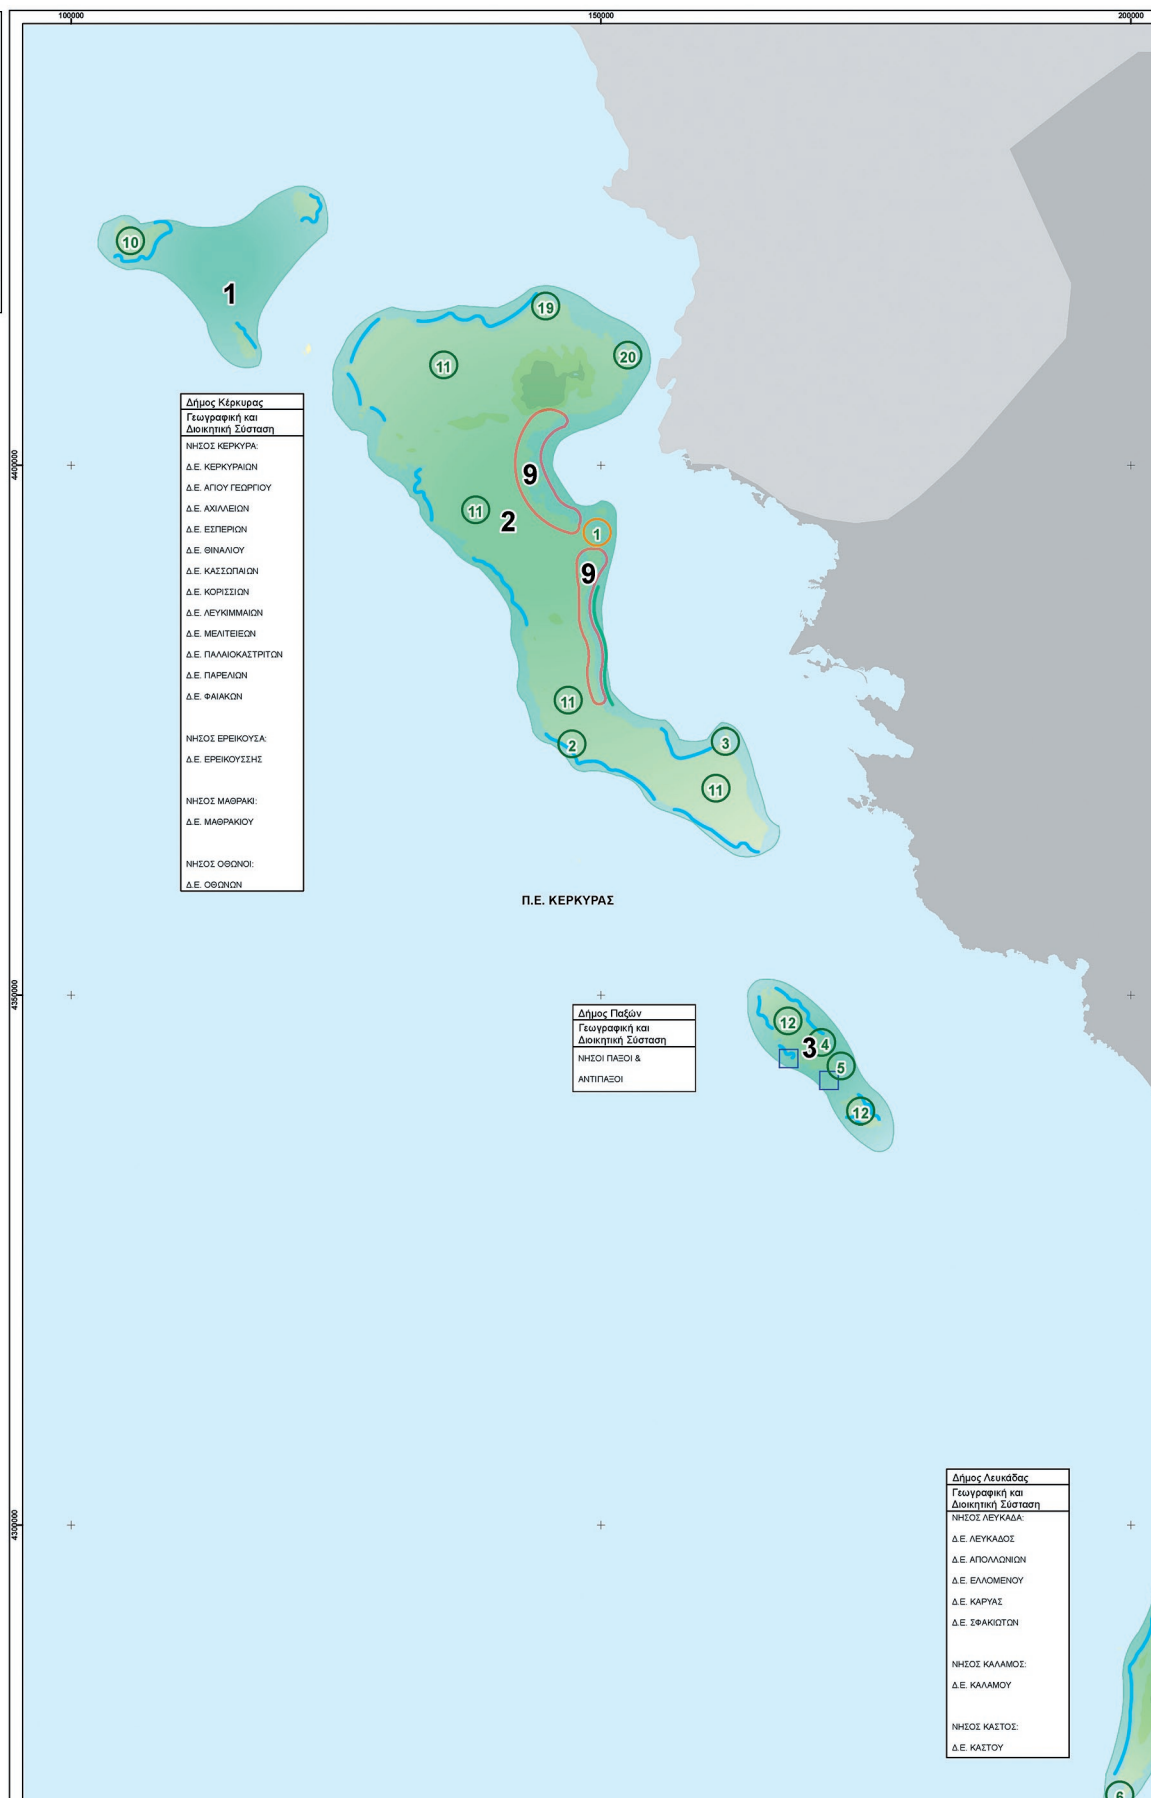 100000
150000
200000
10
1
19
11
20
Δήμος Κέρκυρας
Γεωγραφική και
Διοικητική Σύσταση
ΝΗΣΟΣ ΚΕΡΚΥΡΑ:
Δ.Ε. ΚΕΡΚΥΡΑΙΩΝ
Δ.Ε. ΑΓΙΟΥ ΓΕΩΡΓΙΟΥ
Δ.Ε. ΑΧΙΛΛΕΙΩΝ
Δ.Ε. ΕΣΠΕΡΙΩΝ
Δ.Ε. ΘΙΝΑΛΙΟΥ
Δ.Ε. ΚΑΣΣΩΠΑΙΩΝ
Δ.Ε. ΚΟΡΙΣΣΙΩΝ
Δ.Ε. ΛΕΥΚΙΜΜΑΙΩΝ
Δ.Ε. ΜΕΛΙΤΕΙΕΩΝ
Δ.Ε. ΠΑΛΑΙΟΚΑΣΤΡΙΤΩΝ
Δ.Ε. ΠΑΡΕΛΙΩΝ
Δ.Ε. ΦΑΙΑΚΩΝ
ΝΗΣΟΣ ΕΡΕΙΚΟΥΣΑ:
Δ.Ε. ΕΡΕΙΚΟΥΣΣΗΣ
ΝΗΣΟΣ ΜΑΘΡΑΚΙ:
Δ.Ε. ΜΑΘΡΑΚΙΟΥ
ΝΗΣΟΣ ΟΘΩΝΟΙ:
Δ.Ε. ΟΘΩΝΩΝ
4400000
9
11
2
1
9
11
2
3
11
Π.Ε. ΚΕΡΚΥΡΑΣ
4350000
Δήμος Παξών
Γεωγραφική και
Διοικητική Σύσταση
ΝΗΣΟΙ ΠΑΞΟΙ &
ΑΝΤΙΠΑΞΟΙ
12
4
3
5
12
4300000
Δήμος Λευκάδας
Γεωγραφική και
Διοικητική Σύσταση
ΝΗΣΟΣ ΛΕΥΚΑΔΑ:
Δ.Ε. ΛΕΥΚΑΔΟΣ
Δ.Ε. ΑΠΟΛΛΩΝΙΩΝ
Δ.Ε. ΕΛΛΟΜΕΝΟΥ
Δ.Ε. ΚΑΡΥΑΣ
Δ.Ε. ΣΦΑΚΙΩΤΩΝ
ΝΗΣΟΣ ΚΑΛΑΜΟΣ:
Δ.Ε. ΚΑΛΑΜΟΥ
ΝΗΣΟΣ ΚΑΣΤΟΣ:
Δ.Ε. ΚΑΣΤΟΥ
6